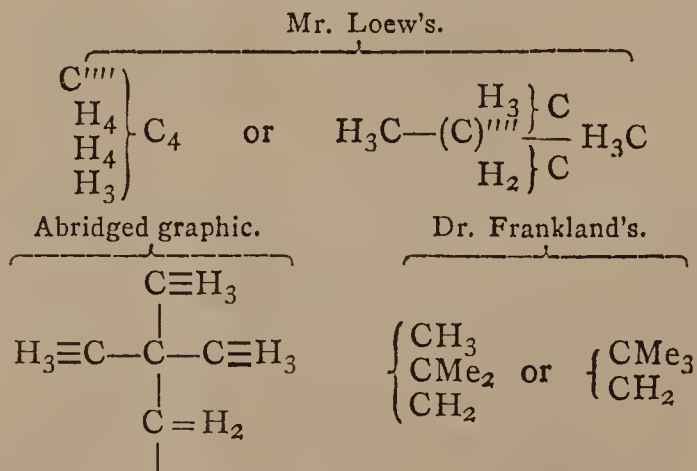 Mr. Loew's.
C''''' H₄ H₄ H₃ } C₄ or H₃C—(C)''''' H₃ } C — H₂ } C H₃C
Abridged graphic. Dr. Frankland's.
C≡H₃
H₃≡C—C—C≡H₃
C=H₂
{ CH₃ CMe₂ CH₂ or { CMe₃ CH₂